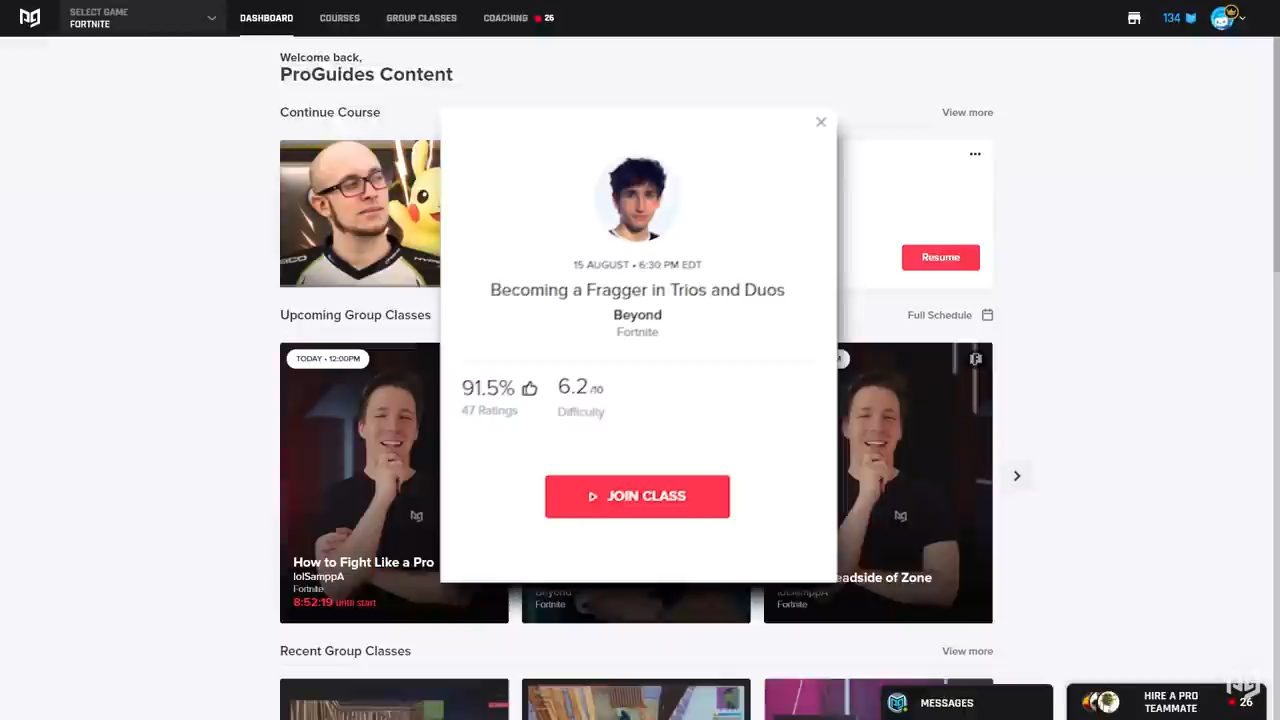 SELECT GAME
FORTNITE
DASHBOARD
COURSES
GROUP CLASSES
COACHING
26
134
Welcome back,
ProGuides Content
Continue Course
View more
Resume
15 AUGUST • 6:30 PM EDT
Becoming a Fragger in Trios and Duos
Beyond
Fortnite
91.5%
47 Ratings
6.2 /10
Difficulty
JOIN CLASS
Upcoming Group Classes
Full Schedule
TODAY • 12:00PM
How to Fight Like a Pro
lolSamppA
Fortnite
8:52:19 until start
Beyond
Fortnite
eadside of Zone
lolSamppA
Fortnite
Recent Group Classes
View more
MESSAGES
HIRE A PRO
TEAMMATE
26